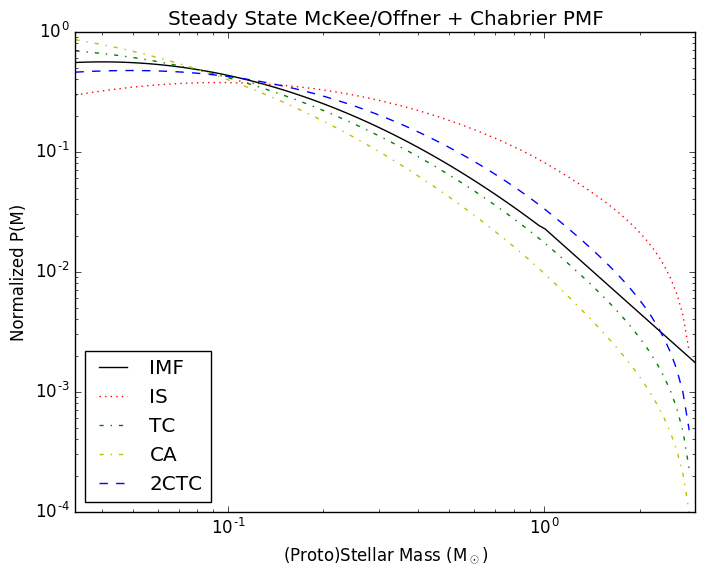 Steady State McKee/Offner + Chabrier PMF
Normalized P(M)
10^0
10^-1
10^-2
10^-3
10^-4
IMF
IS
TC
CA
2CTC
10^-1
10^0
(Proto)Stellar Mass (M_⊙)